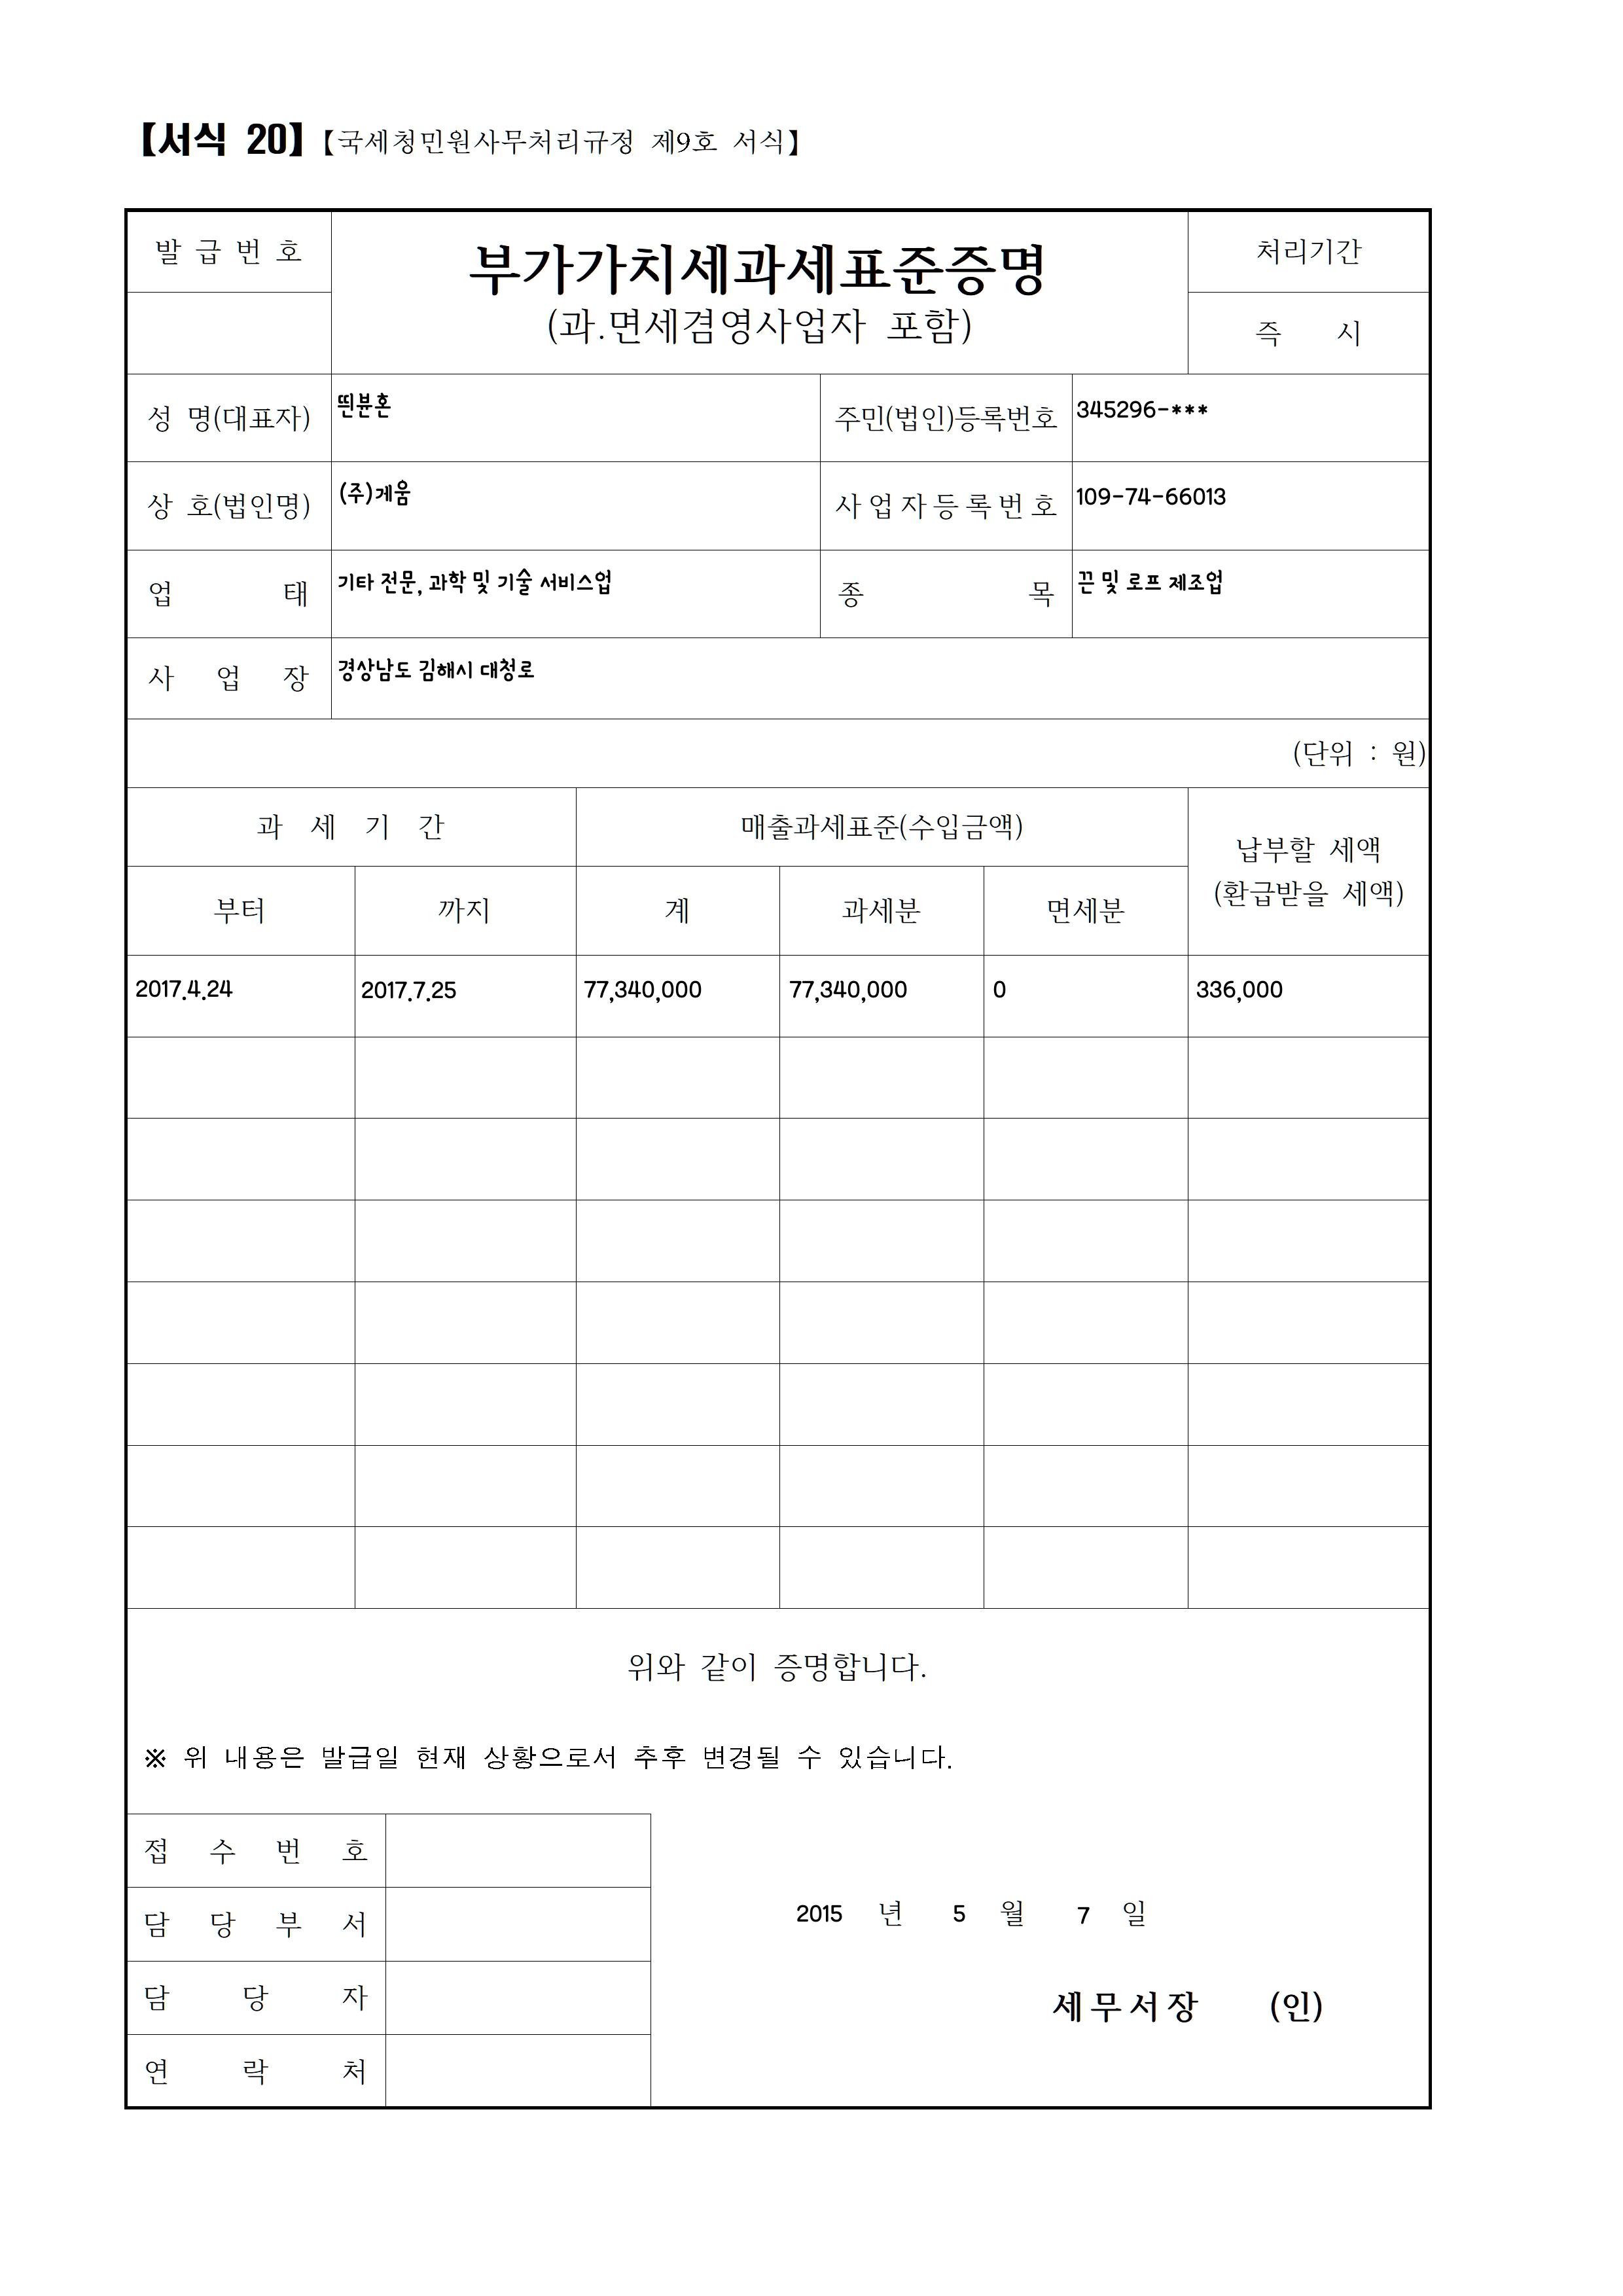 【서식 20】【국세청민원사무처리규정 제9호 서식】
발 급 번 호
부가가치세과세표준증명
(과.면세겸영사업자 포함)
처리기간
즉 시
성 명(대표자) 띈뷴혼 주민(법인)등록번호 345296-***
상 호(법인명) (주)게움 사업자등록번호 109-74-66013
업 태 기타 전문, 과학 및 기술 서비스업 종 목 끈 및 로프 제조업
사 업 장 경상남도 김해시 대청로
(단위 : 원)
과 세 기 간 매출과세표준(수입금액) 납부할 세액
(환급받을 세액)
부터 까지 계 과세분 면세분
2017.4.24 2017.7.25 77,340,000 77,340,000 0 336,000
위와 같이 증명합니다.
※ 위 내용은 발급일 현재 상황으로서 추후 변경될 수 있습니다.
접 수 번 호
담 당 부 서
담 당 자
연 락 처
2015 년 5 월 7 일
세무서장 (인)